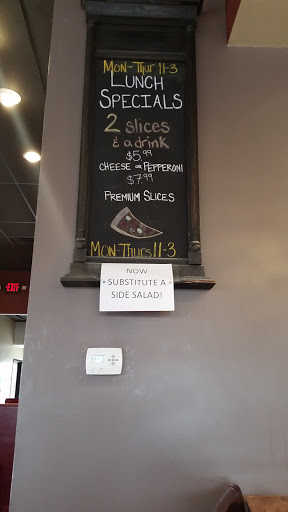 MON-Thur 11-3
LUNCH
SPECIALS
2 slices
& a drink
$5.99
CHEESE OR PEPPERONI
$7.99
PREMIUM SLICES
MON-Thurs 11-3
NOW
SUBSTITUTE A
SIDE SALAD!
EXIT